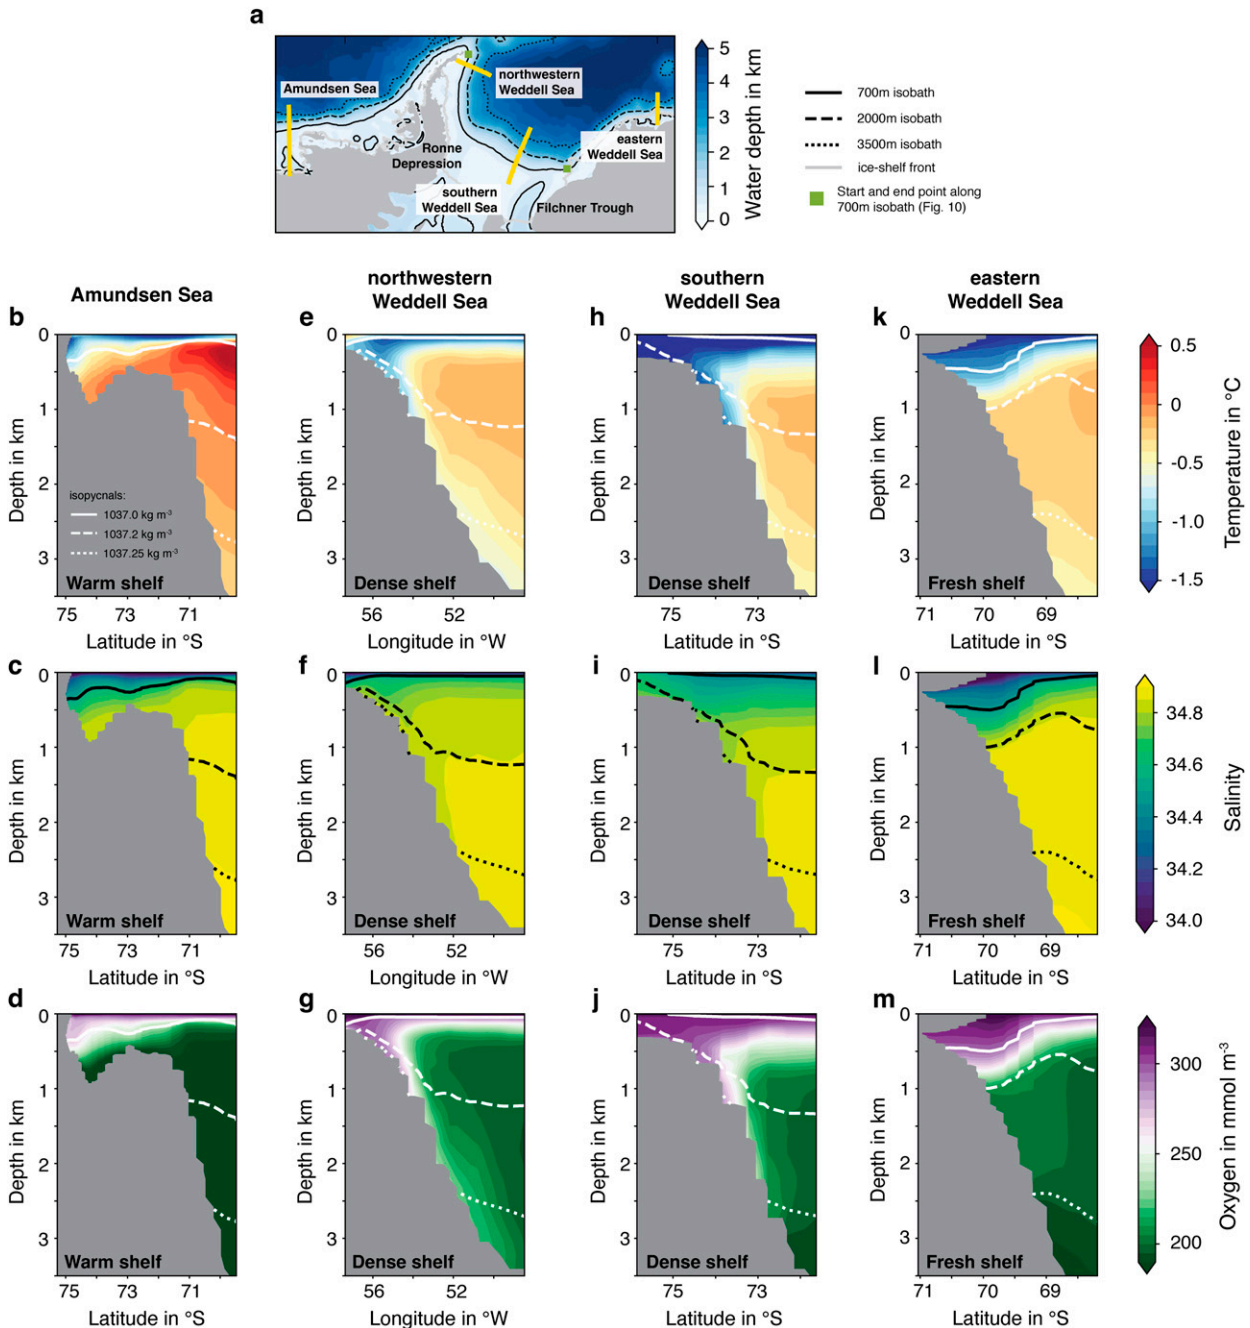 a
Amundsen Sea
northwestern
Weddell Sea
eastern
Weddell Sea
Ronne
Depression
southern
Weddell Sea
Filchner Trough
5
4
3
2
1
0
Water depth in km
700m isobath
2000m isobath
3500m isobath
ice-shelf front
Start and end point along
700m isobath (Fig. 10)
Amundsen Sea
northwestern
Weddell Sea
southern
Weddell Sea
eastern
Weddell Sea
b
0
1
2
3
Depth in km
isopycnals:
1037.0 kg m-3
1037.2 kg m-3
1037.25 kg m-3
Warm shelf
75 73 71
Latitude in °S
e
0
1
2
3
Depth in km
Dense shelf
56 52
Longitude in °W
h
0
1
2
3
Depth in km
Dense shelf
75 73
Latitude in °S
k
0
1
2
3
Depth in km
Fresh shelf
71 70 69
Latitude in °S
0.5
0
-0.5
-1.0
-1.5
Temperature in °C
c
0
1
2
3
Depth in km
Warm shelf
75 73 71
Latitude in °S
f
0
1
2
3
Depth in km
Dense shelf
56 52
Longitude in °W
i
0
1
2
3
Depth in km
Dense shelf
75 73
Latitude in °S
l
0
1
2
3
Depth in km
Fresh shelf
71 70 69
Latitude in °S
34.8
34.6
34.4
34.2
34.0
Salinity
d
0
1
2
3
Depth in km
Warm shelf
75 73 71
Latitude in °S
g
0
1
2
3
Depth in km
Dense shelf
56 52
Longitude in °W
j
0
1
2
3
Depth in km
Dense shelf
75 73
Latitude in °S
m
0
1
2
3
Depth in km
Fresh shelf
71 70 69
Latitude in °S
300
250
200
Oxygen in mmol m-3